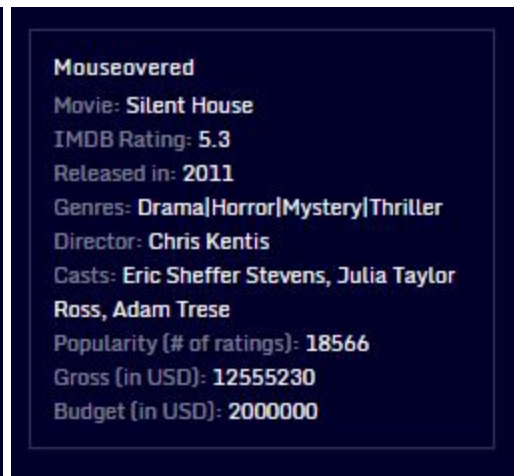 Mouseovered
Movie: Silent House
IMDB Rating: 5.3
Released in: 2011
Genres: Drama|Horror|Mystery|Thriller
Director: Chris Kentis
Casts: Eric Sheffer Stevens, Julia Taylor
Ross, Adam Trese
Popularity (# of ratings): 18566
Gross (in USD): 12555230
Budget (in USD): 2000000